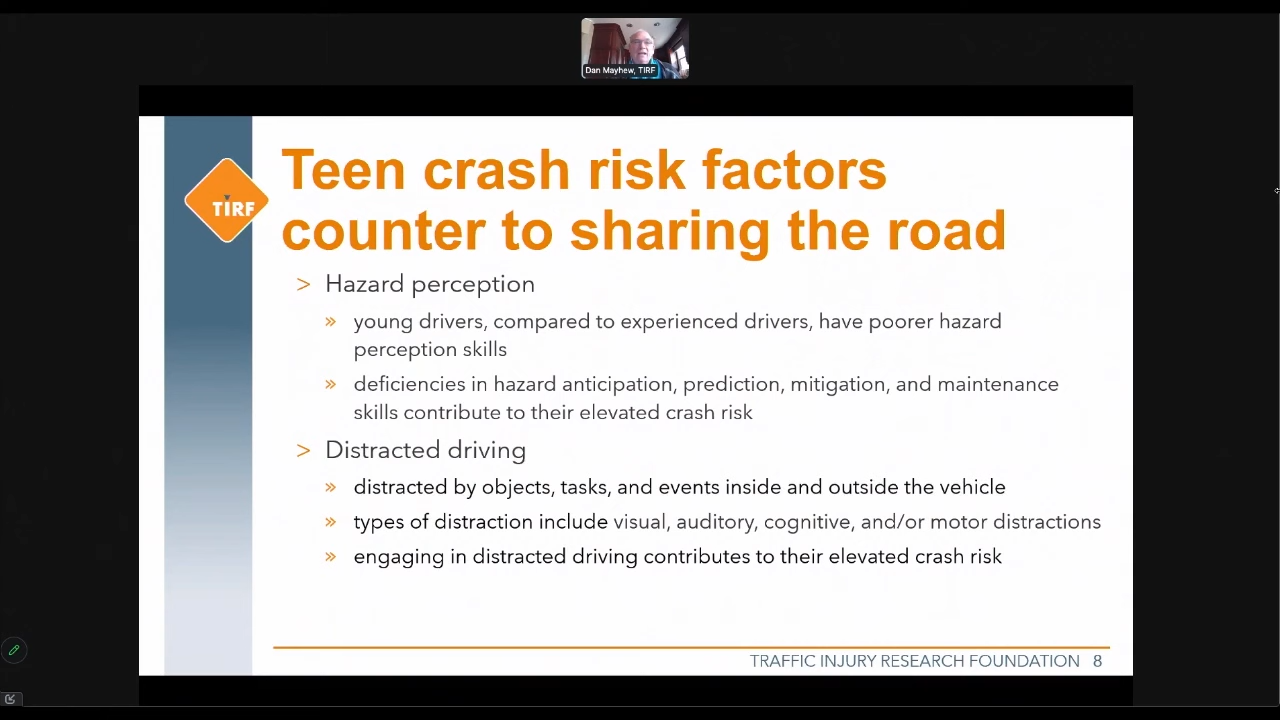 Dan Mayhew, TIRF
TIRF
Teen crash risk factors
counter to sharing the road
> Hazard perception
» young drivers, compared to experienced drivers, have poorer hazard
perception skills
» deficiencies in hazard anticipation, prediction, mitigation, and maintenance
skills contribute to their elevated crash risk
> Distracted driving
» distracted by objects, tasks, and events inside and outside the vehicle
» types of distraction include visual, auditory, cognitive, and/or motor distractions
» engaging in distracted driving contributes to their elevated crash risk
TRAFFIC INJURY RESEARCH FOUNDATION 8